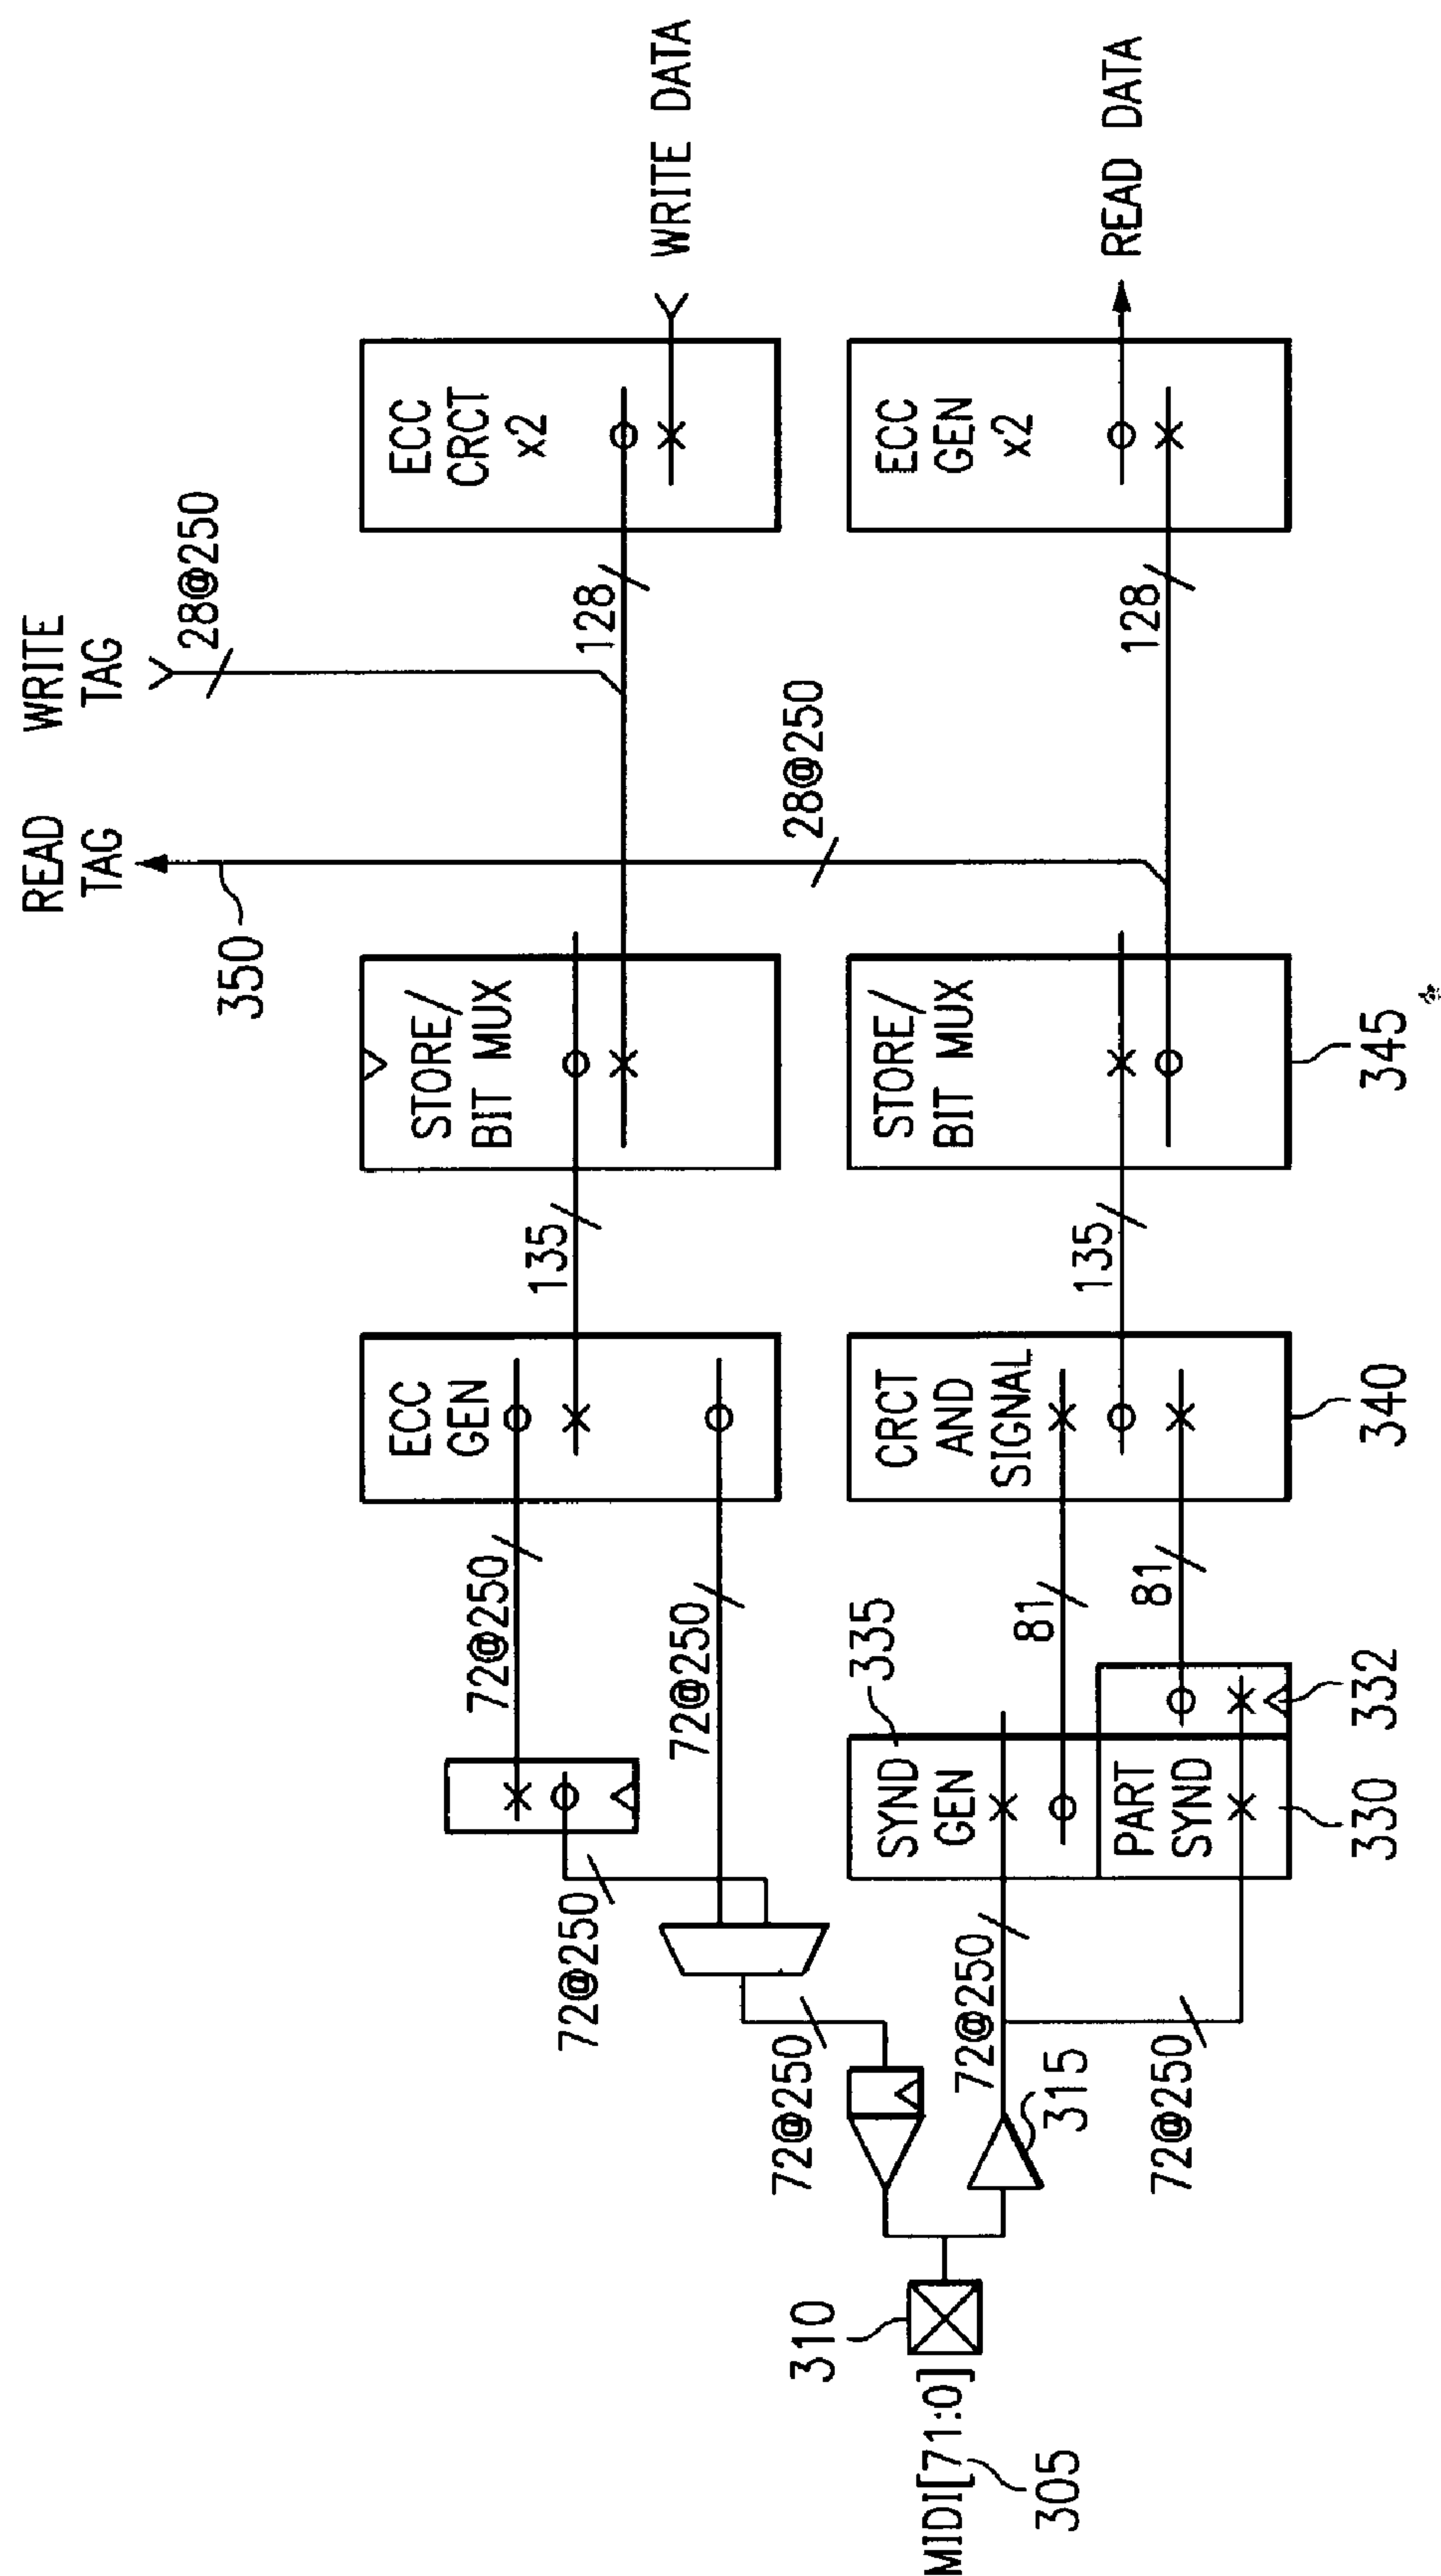 READ
TAG
WRITE
TAG
350
28@250
28@250
WRITE DATA
READ DATA
ECC
CRCT
x2
128
STORE/
BIT MUX
135
ECC
GEN
72@250
72@250
72@250
72@250
ECC
GEN
x2
128
STORE/
BIT MUX
345
135
CRCT
AND
SIGNAL
340
81
81
335
SYND
GEN
PART
SYND
332
330
72@250
72@250
315
310
MIDI[71:0]
305